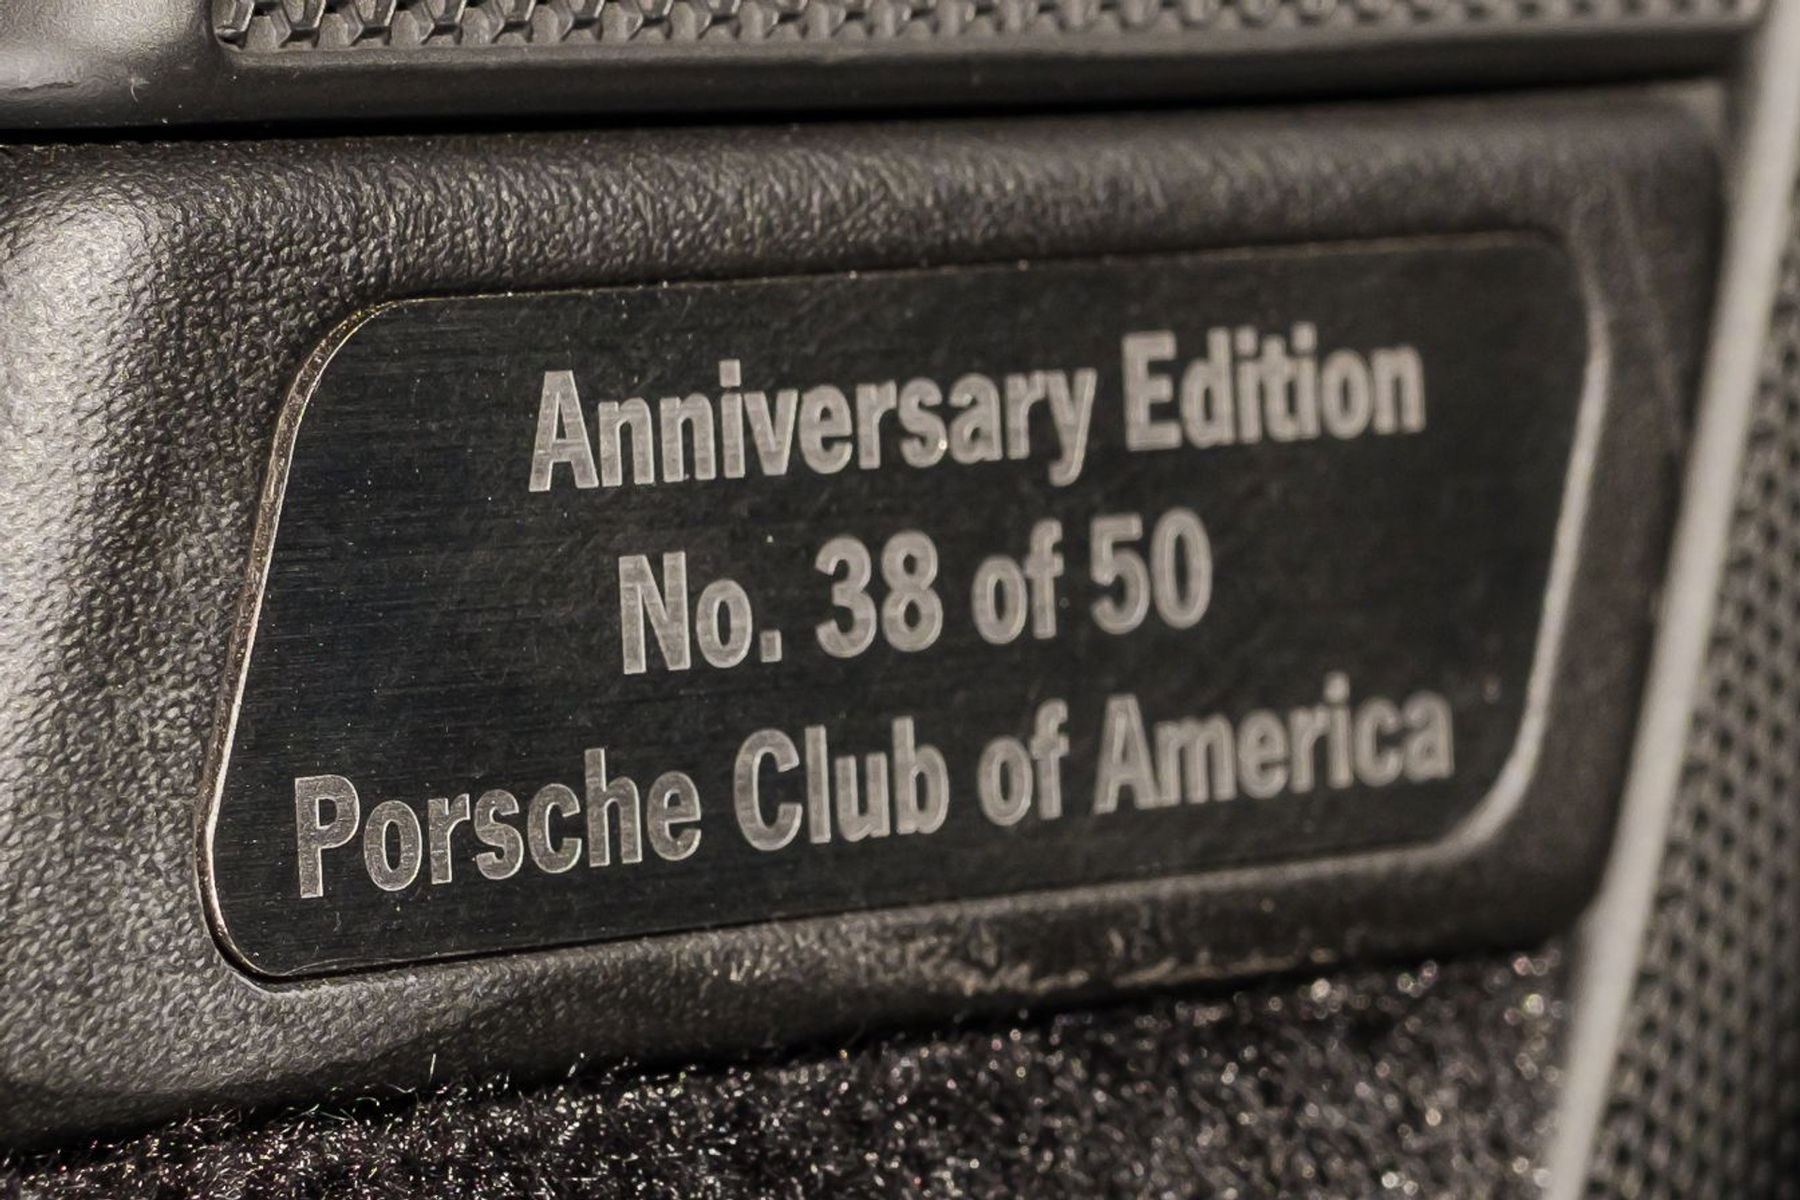 Anniversary Edition
No. 38 of 50
Porsche Club of America